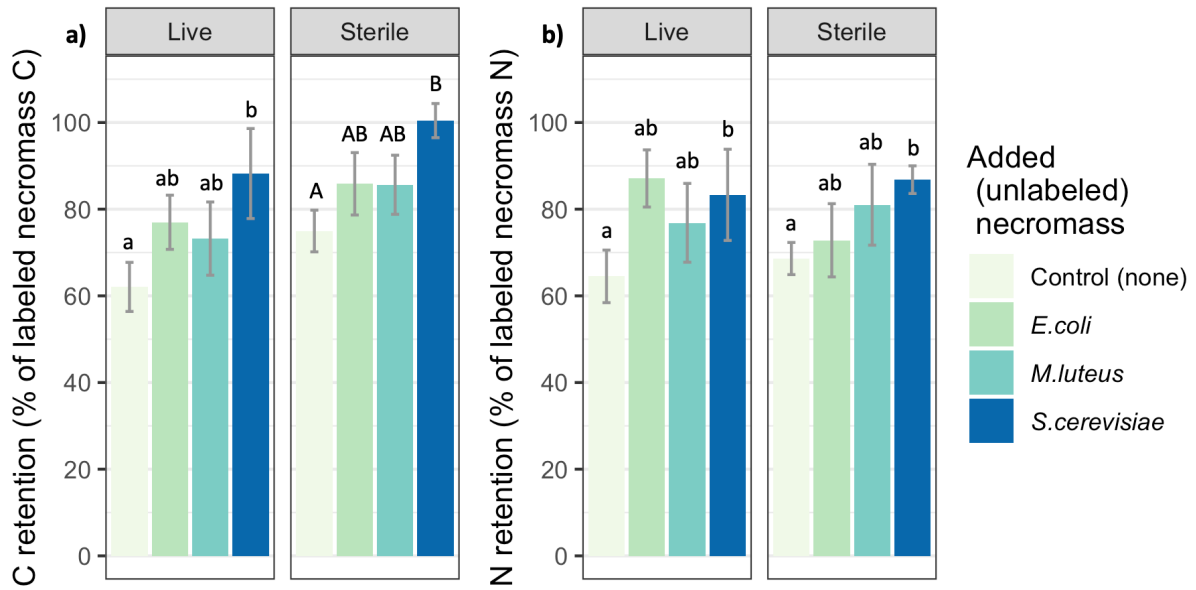 a)
Live
Sterile
C retention (% of labeled necromass C)
100
80
60
40
20
0
a
ab
ab
b
A
AB
AB
B
b)
Live
Sterile
N retention (% of labeled necromass N)
100
80
60
40
20
0
a
ab
ab
b
a
ab
ab
b
Added
(unlabeled)
necromass
Control (none)
E.coli
M.luteus
S.cerevisiae